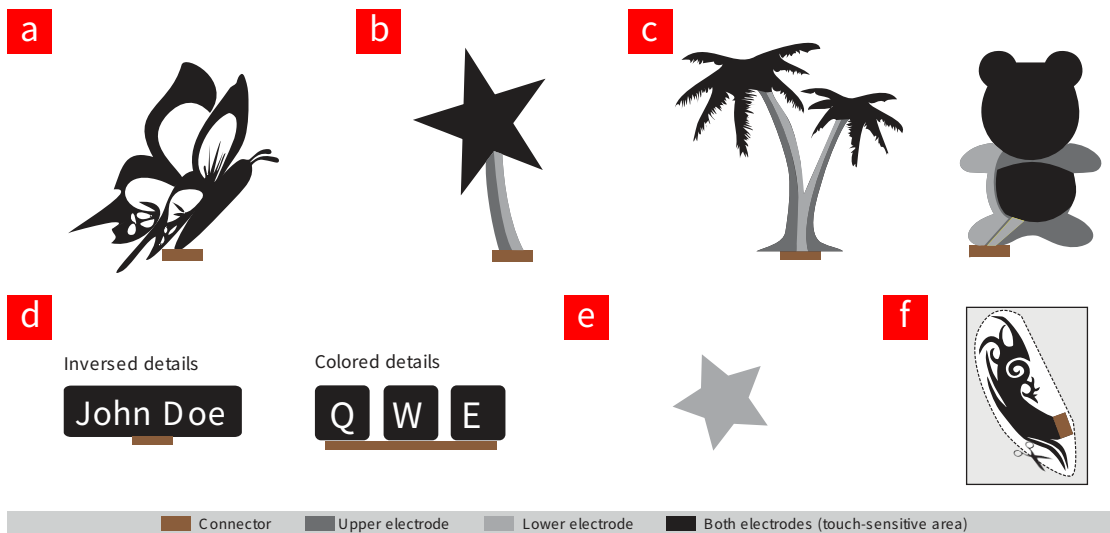 a
b
c
d
e
f
Inversed details
Colored details
John Doe
Q W E
Connector
Upper electrode
Lower electrode
Both electrodes (touch-sensitive area)